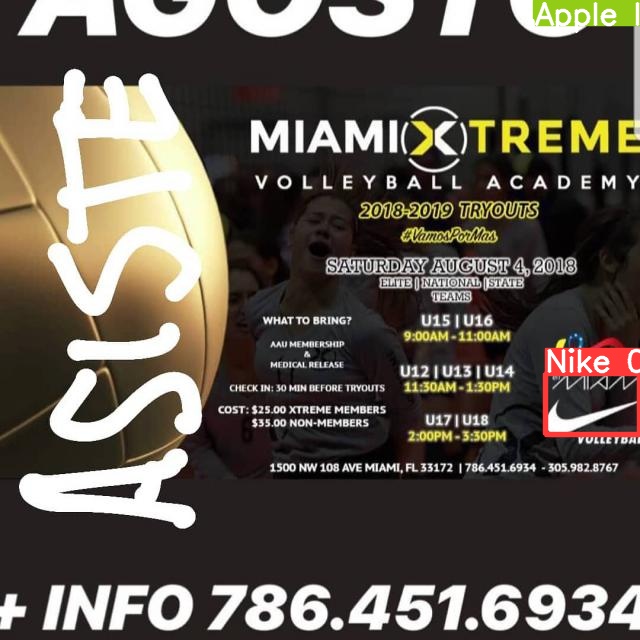 AGOSTO
Apple
ASISTE
MIAMI XTREME
VOLLEYBALL ACADEMY
2018-2019 TRYOUTS
#VamosPorMas
SATURDAY AUGUST 4, 2018
ELITE | NATIONAL | STATE
TEAMS
WHAT TO BRING?
AAU MEMBERSHIP
&
MEDICAL RELEASE
CHECK IN: 30 MIN BEFORE TRYOUTS
COST: $25.00 XTREME MEMBERS
$35.00 NON-MEMBERS
U15 | U16
9:00AM - 11:00AM
U12 | U13 | U14
11:30AM - 1:30PM
U17 | U18
2:00PM - 3:30PM
Nike
MIAMI
VOLLEYBAL
1500 NW 108 AVE MIAMI, FL 33172 | 786.451.6934 - 305.982.8767
+ INFO 786.451.6934